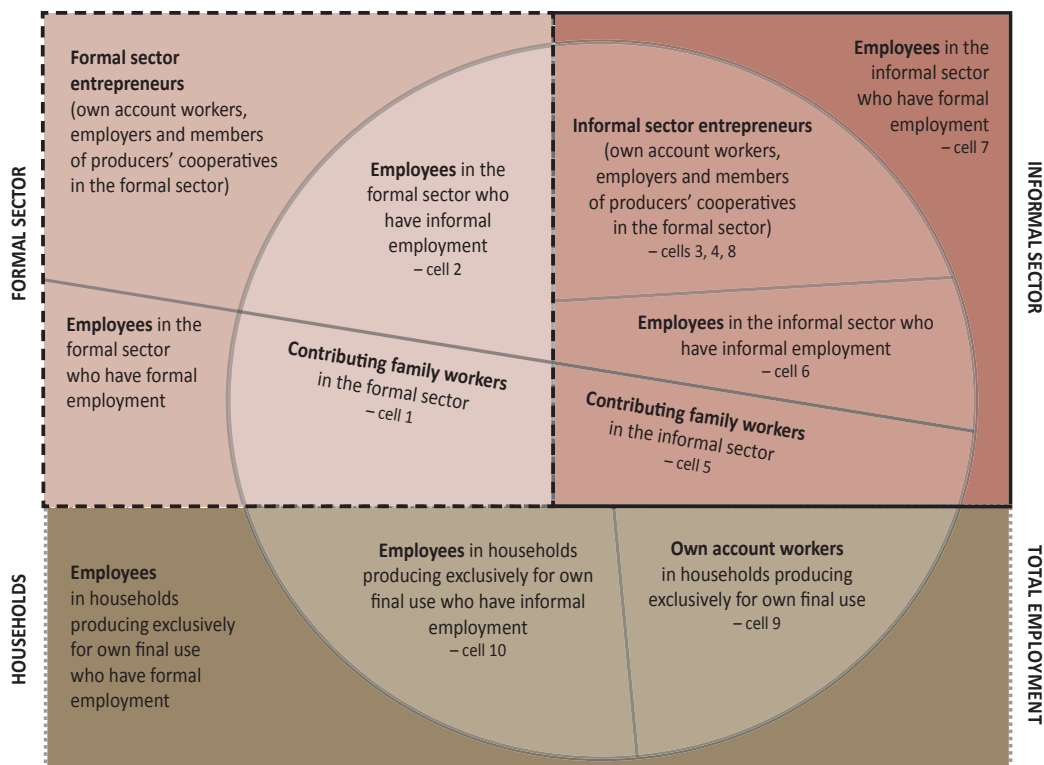 FORMAL SECTOR
Formal sector
entrepreneurs
(own account workers,
employers and members
of producers’ cooperatives
in the formal sector)
Employees in the
formal sector who
have informal
employment
– cell 2
Informal sector entrepreneurs
(own account workers,
employers and members
of producers’ cooperatives
in the formal sector)
– cells 3, 4, 8
Employees in the
informal sector
who have formal
employment
– cell 7
INFORMAL SECTOR
Employees in the
formal sector
who have formal
employment
Contributing family workers
in the formal sector
– cell 1
Employees in the informal sector who
have informal employment
– cell 6
Contributing family workers
in the informal sector
– cell 5
HOUSEHOLDS
Employees
in households
producing exclusively
for own final use
who have formal
employment
Employees in households
producing exclusively for own
final use who have informal
employment
– cell 10
Own account workers
in households producing
exclusively for own final use
– cell 9
TOTAL EMPLOYMENT